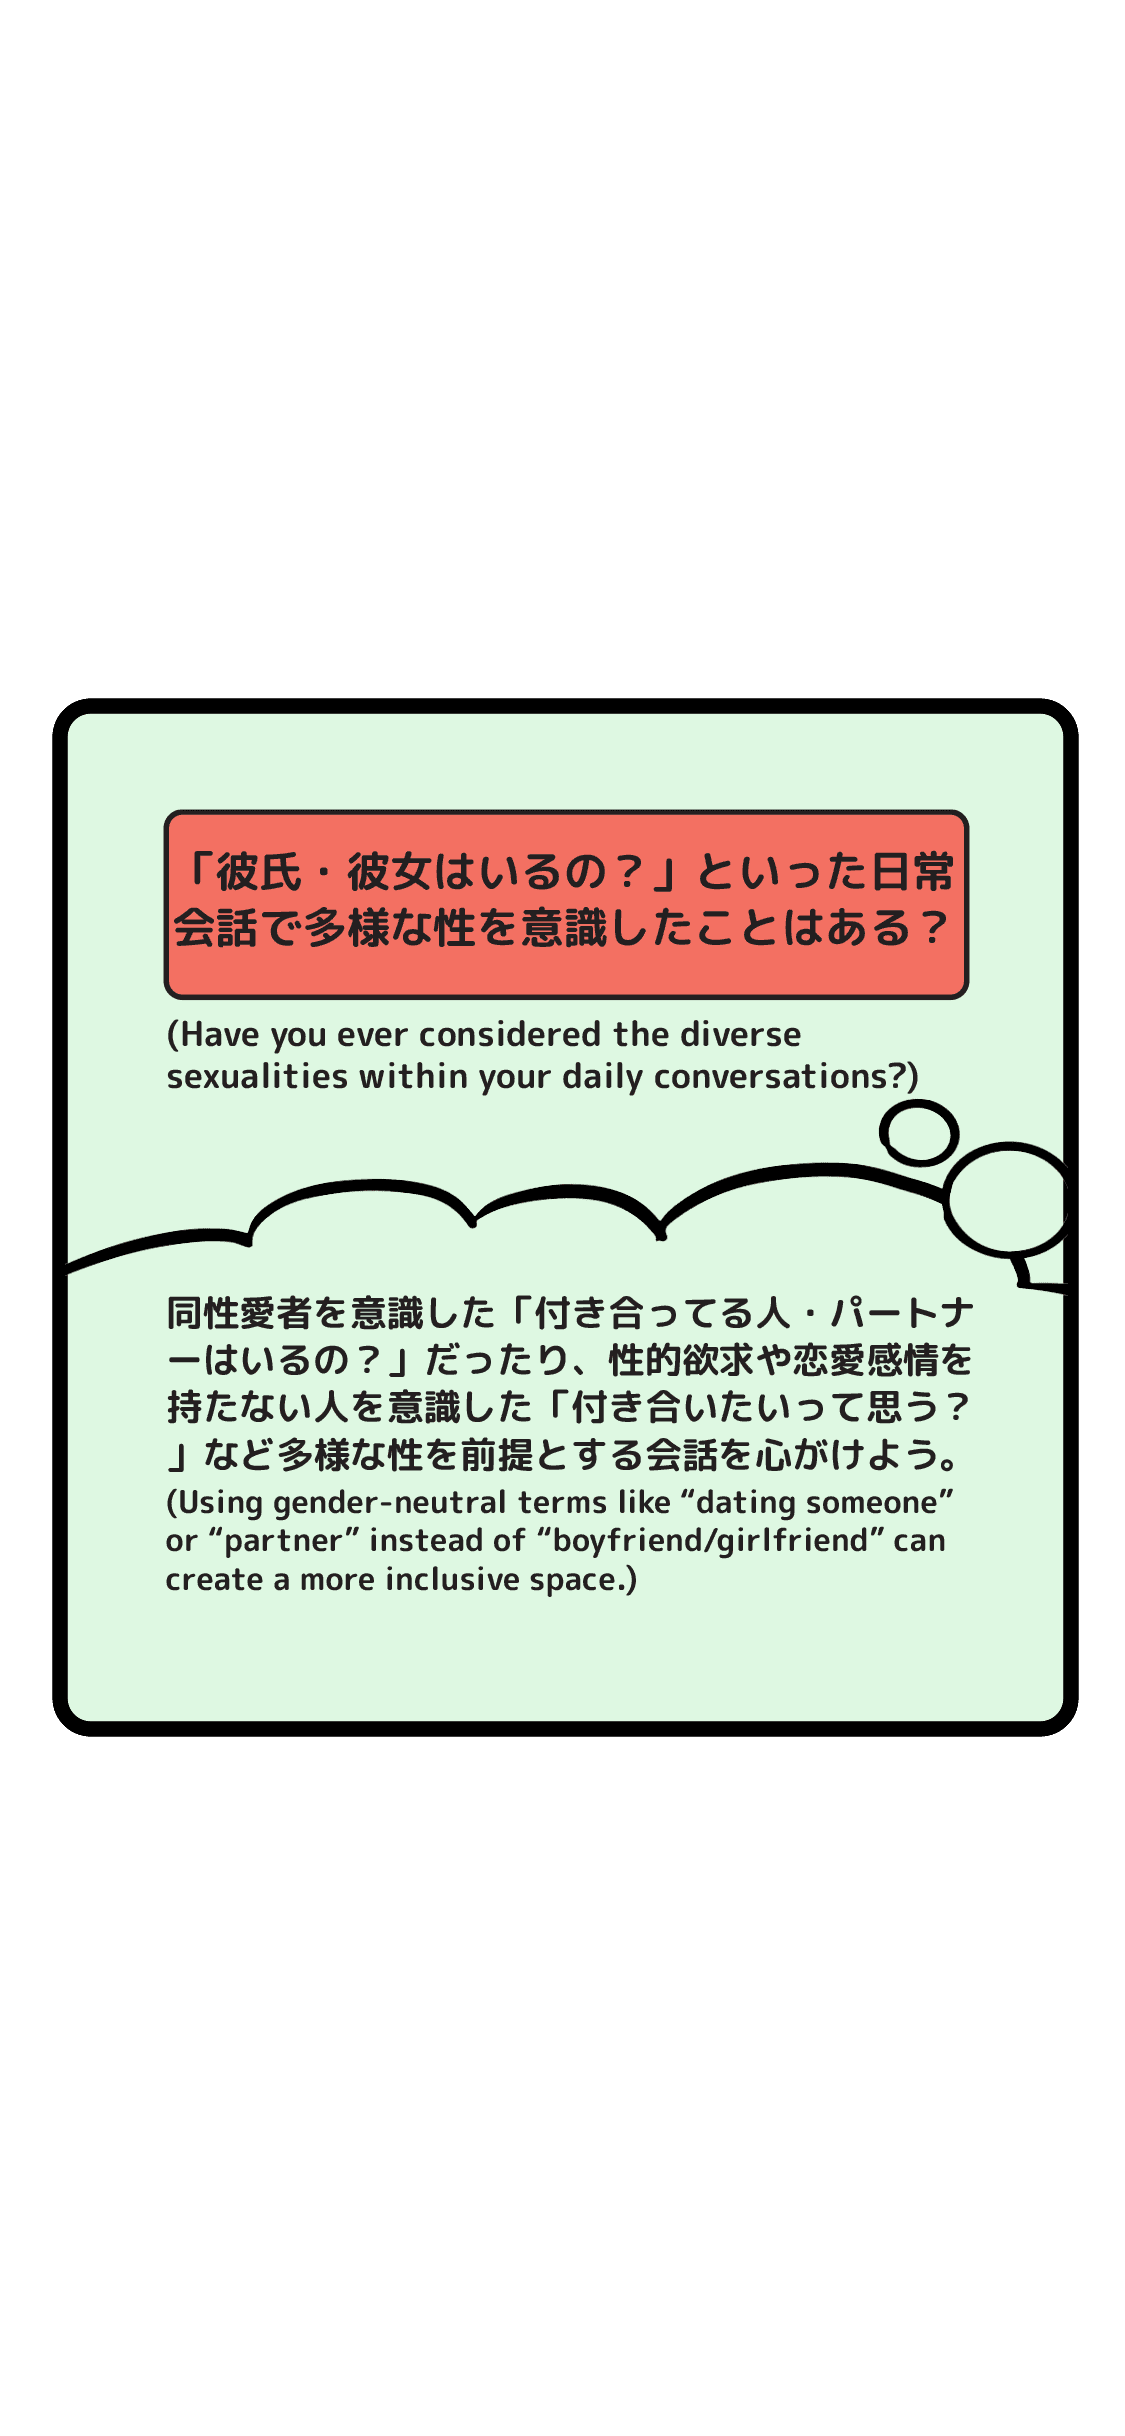 「彼氏・彼女はいるの？」といった日常
会話で多様な性を意識したことはある？
(Have you ever considered the diverse
sexualities within your daily conversations?)
同性愛者を意識した「付き合ってる人・パートナ
ーはいるの？」だったり、性的欲求や恋愛感情を
持たない人を意識した「付き合いたいって思う？
」など多様な性を前提とする会話を心がけよう。
(Using gender-neutral terms like “dating someone”
or “partner” instead of “boyfriend/girlfriend” can
create a more inclusive space.)